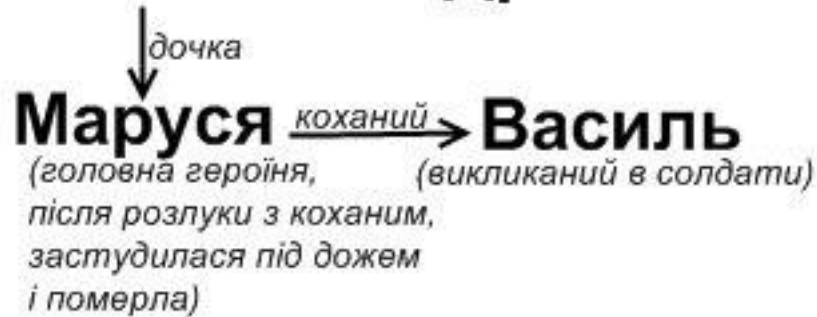 дочка
Маруся коханий Василь
(головна героїня, (викликаний в солдати)
після розлуки з коханим,
застудилася під дожем
і померла)